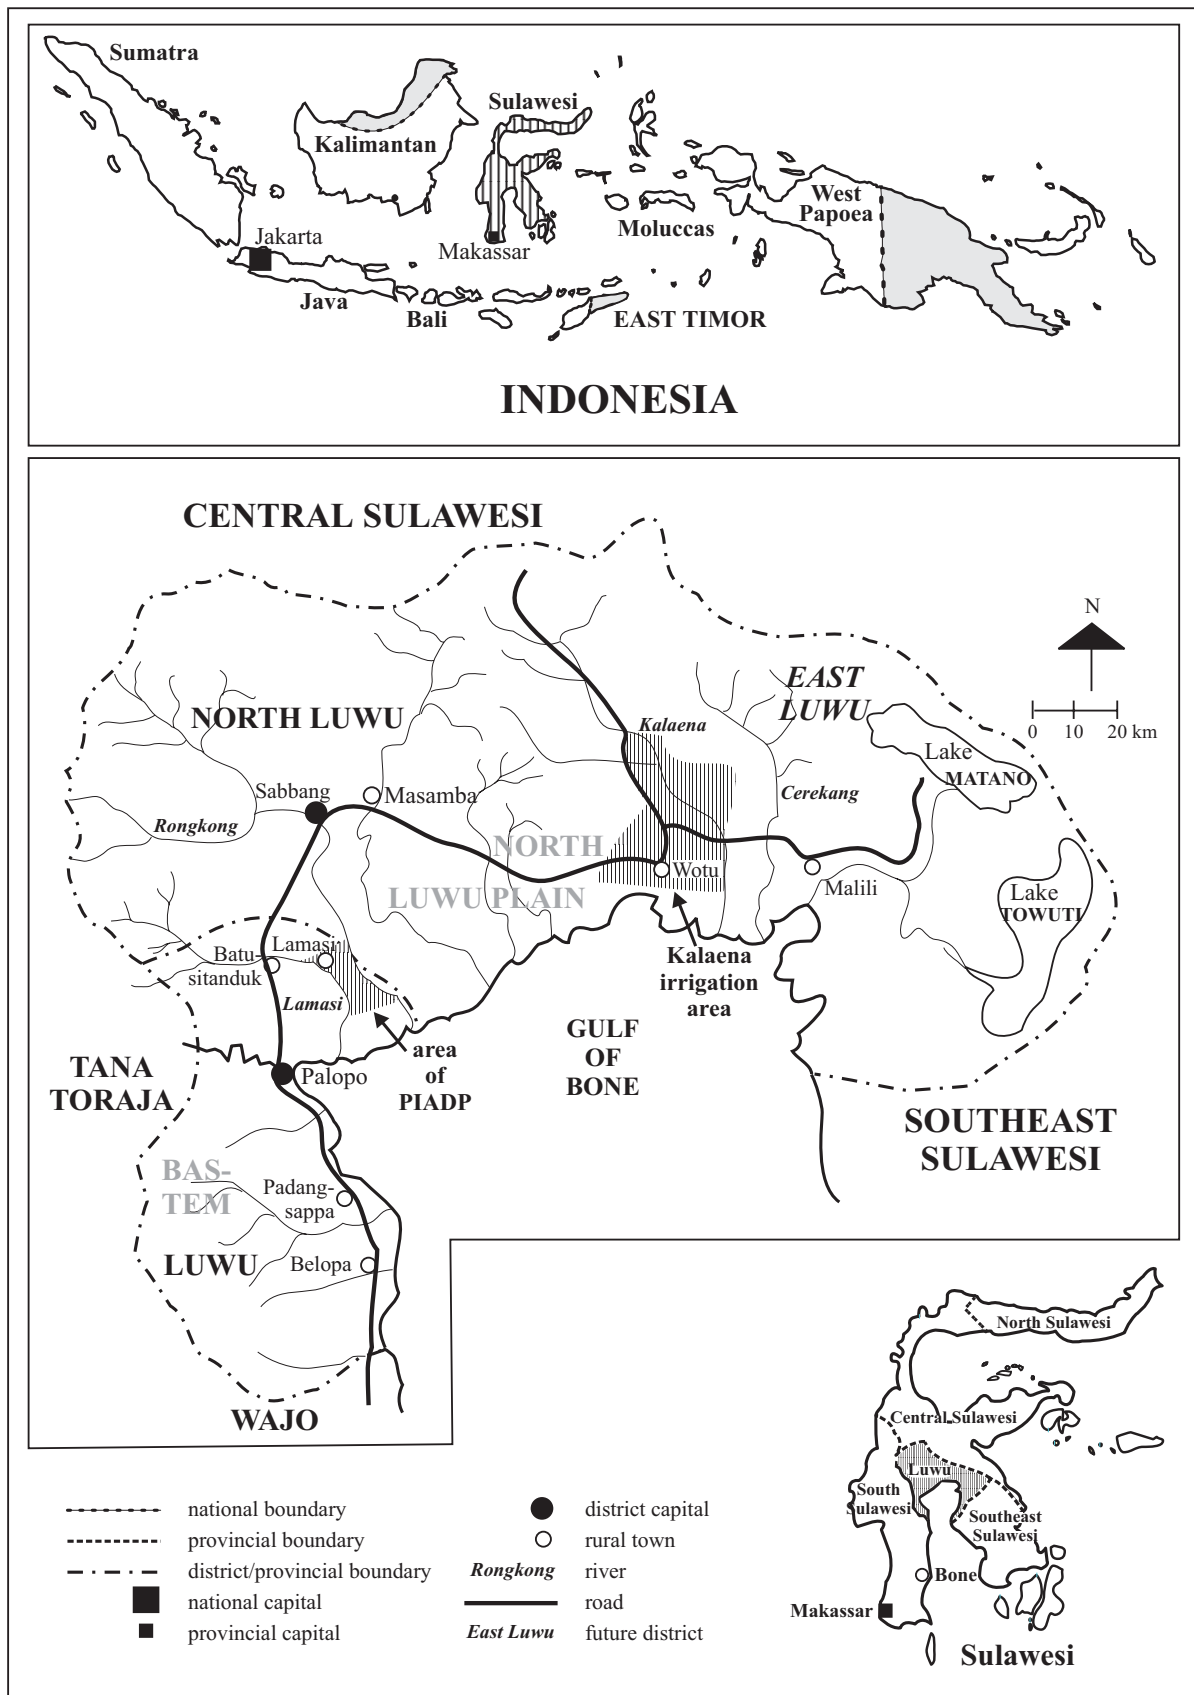 Sumatra
Sulawesi
Kalimantan
West
Papoea
Moluccas
Jakarta
Makassar
Java
Bali
EAST TIMOR
INDONESIA
CENTRAL SULAWESI
N
EAST
LUWU
NORTH LUWU
Kalaena
0 10 20 km
Lake
MATANO
Sabbang
Masamba
Cerekang
Rongkong
NORTH
LUWU PLAIN
Wotu
Malili
Lake
TOWUTI
Batu-
sitanduk
Lamasi
Lamasi
Kalaena
irrigation
area
GULF
OF
BONE
area
of
PIADP
TANA
TORAJA
Palopo
SOUTHEAST
SULAWESI
BAS-
TEM
Padang-
sappa
LUWU
Belopa
WAJO
North Sulawesi
Central Sulawesi
Luwu
South
Sulawesi
Southeast
Sulawesi
Bone
Makassar
Sulawesi
national boundary
provincial boundary
district/provincial boundary
national capital
provincial capital
district capital
rural town
Rongkong river
road
East Luwu future district